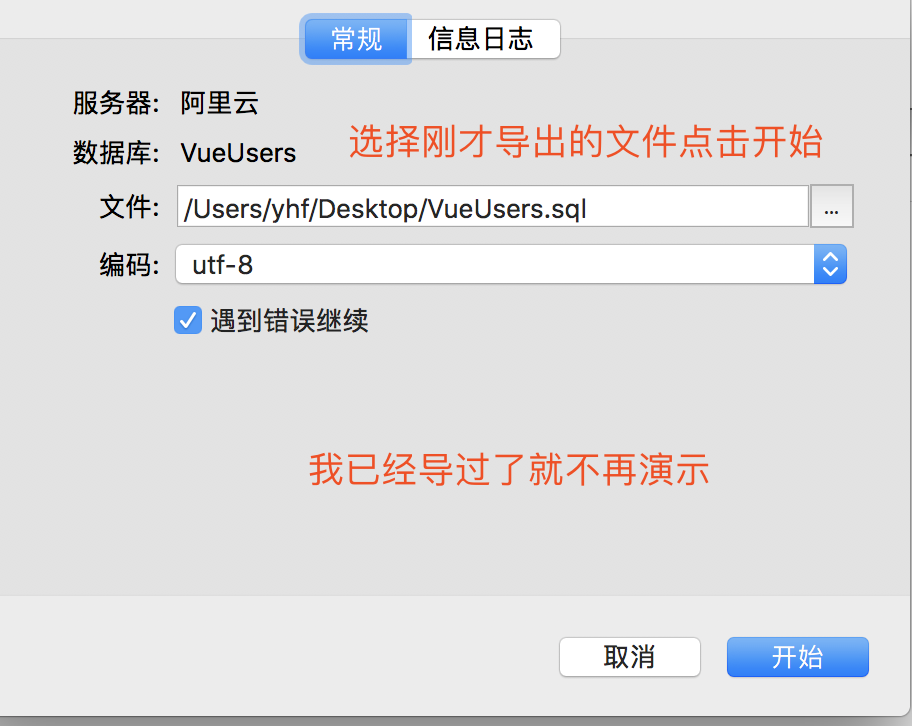 常规 信息日志
服务器: 阿里云
选择刚才导出的文件点击开始
数据库: VueUsers
文件: /Users/yhf/Desktop/VueUsers.sql ...
编码: utf-8
遇到错误继续
我已经导过了就不再演示
取消 开始